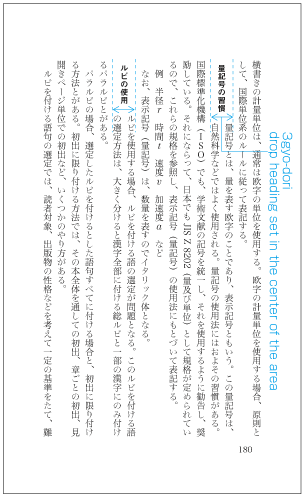 横書きの計量単位は、通常は欧字の単位を使用する。欧字の計量単位を使用する場合、原則と
して、国際単位系のルールに従って表記する。
量記号の習慣
量記号とは、量を表す欧字のことであり、表示記号ともいう。この量記号は、
自然科学などでよく使用される。量記号の使用法にはおよその習慣がある。
国際標準化機構(ISO)でも、学術文献の記号を統一し、それを使用するように勧告し、奨
励している。それにならって、日本でもJIS Z 8202(量及び単位)として規格が定められてい
るので、これらの規格を参照し、表示記号(量記号)の使用法にもとづいて表記する。
例 半径r 時間t 速度v 加速度a など
なお、表示記号(量記号)は、数量を表すのでイタリック体となる。
ルビの使用
ルビを使用する場合、ルビを付ける語の選定が問題となる。このルビを付ける語
の選定方法は、大きく分けると漢字全部に付ける総ルビと一部の漢字にのみ付け
るパラルビとがある。
パラルビの場合、選定したルビを付けるとした語句すべてに付ける場合と、初出に限り付け
る方法とがある。初出に限り付ける方法では、その本全体を通しての初出、章ごとの初出、見
開きページ単位での初出など、いくつかのやり方がある。
ルビを付ける語句の選定では、読者対象、出版物の性格などを考えて一定の基準をたて、難
180
3gyo-dori
drop heading set in the center of the area